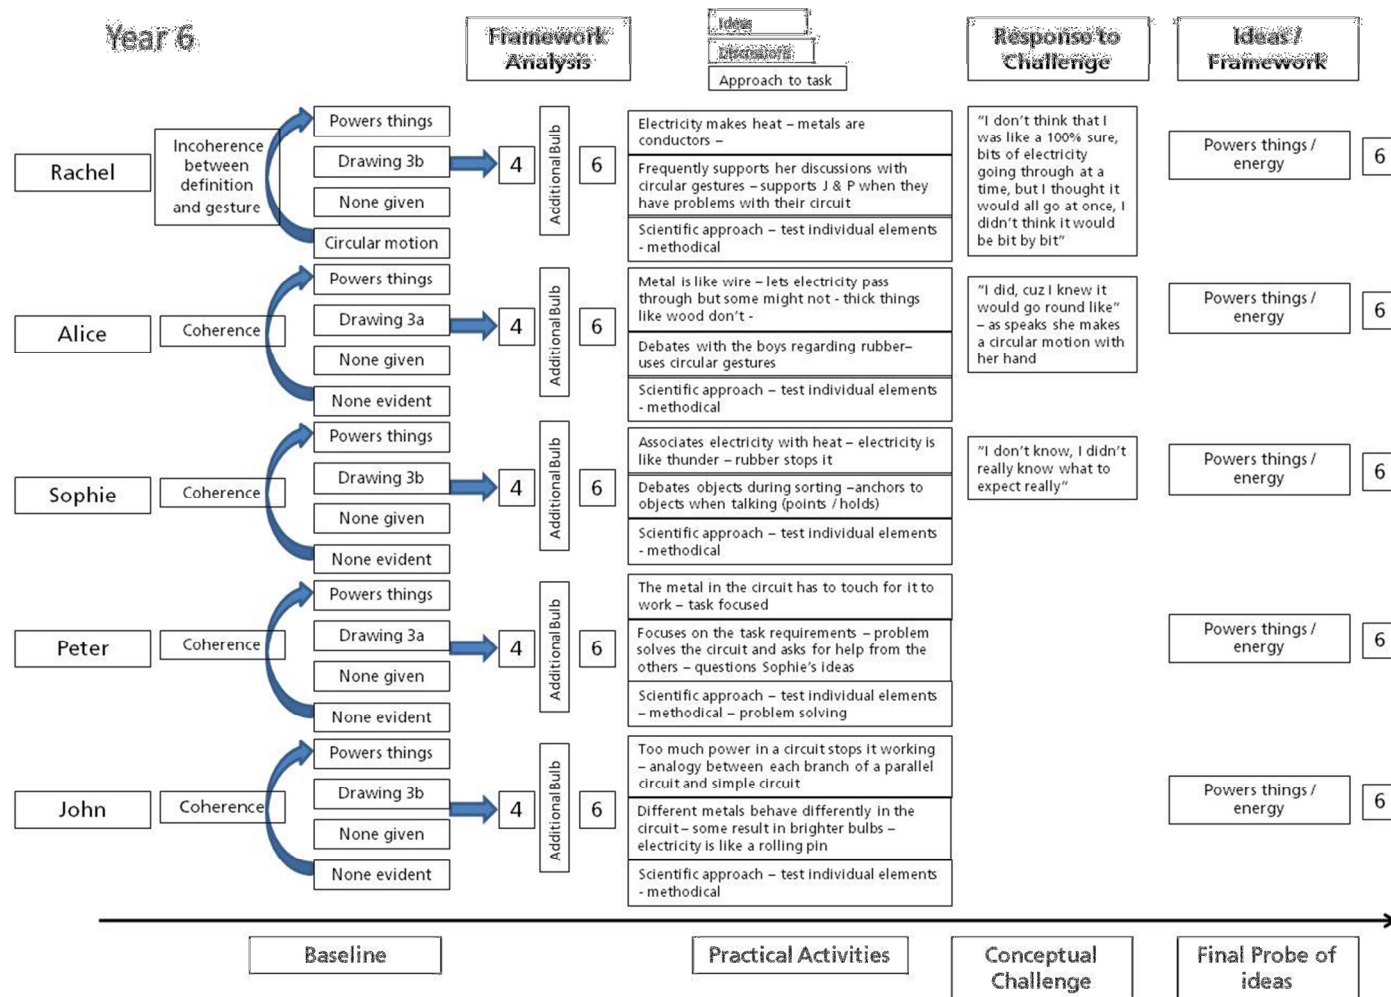 Year 6
Framework
Analysis
Ideas
Discussions
Approach to task
Response to
Challenge
Ideas /
Framework
Rachel
Incoherence
between
definition
and gesture
Powers things
Drawing 3b
None given
Circular motion
4
Additional Bulb
6
Electricity makes heat – metals are
conductors –
Frequently supports her discussions with
circular gestures – supports J & P when they
have problems with their circuit
Scientific approach – test individual elements
- methodical
"I don't think that I
was like a 100% sure,
bits of electricity
going through at a
time, but I thought it
would all go at once, I
didn't think it would
be bit by bit"
Powers things /
energy
6
Alice
Coherence
Powers things
Drawing 3a
None given
None evident
4
Additional Bulb
6
Metal is like wire – lets electricity pass
through but some might not - thick things
like wood don't -
Debates with the boys regarding rubber–
uses circular gestures
Scientific approach – test individual elements
- methodical
"I did, cuz I knew it
would go round like"
– as speaks she makes
a circular motion with
her hand
Powers things /
energy
6
Sophie
Coherence
Powers things
Drawing 3b
None given
None evident
4
Additional Bulb
6
Associates electricity with heat – electricity is
like thunder – rubber stops it
Debates objects during sorting –anchors to
objects when talking (points / holds)
Scientific approach – test individual elements
- methodical
"I don't know, I didn't
really know what to
expect really"
Powers things /
energy
6
Peter
Coherence
Powers things
Drawing 3a
None given
None evident
4
Additional Bulb
6
The metal in the circuit has to touch for it to
work – task focused
Focuses on the task requirements – problem
solves the circuit and asks for help from the
others – questions Sophie's ideas
Scientific approach – test individual elements
– methodical – problem solving
Powers things /
energy
6
John
Coherence
Powers things
Drawing 3b
None given
None evident
4
Additional Bulb
6
Too much power in a circuit stops it working
– analogy between each branch of a parallel
circuit and simple circuit
Different metals behave differently in the
circuit – some result in brighter bulbs –
electricity is like a rolling pin
Scientific approach – test individual elements
- methodical
Powers things /
energy
6
Baseline
Practical Activities
Conceptual
Challenge
Final Probe of
ideas